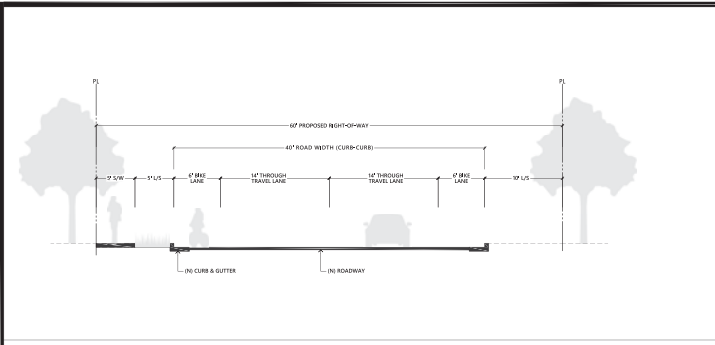 PL
PL
60' PROPOSED RIGHT-OF-WAY
40' ROAD WIDTH (CURB-CURB)
5' S/W
5' L/S
6' BIKE
LANE
14' THROUGH
TRAVEL LANE
14' THROUGH
TRAVEL LANE
6' BIKE
LANE
10' L/S
(N) CURB & GUTTER
(N) ROADWAY